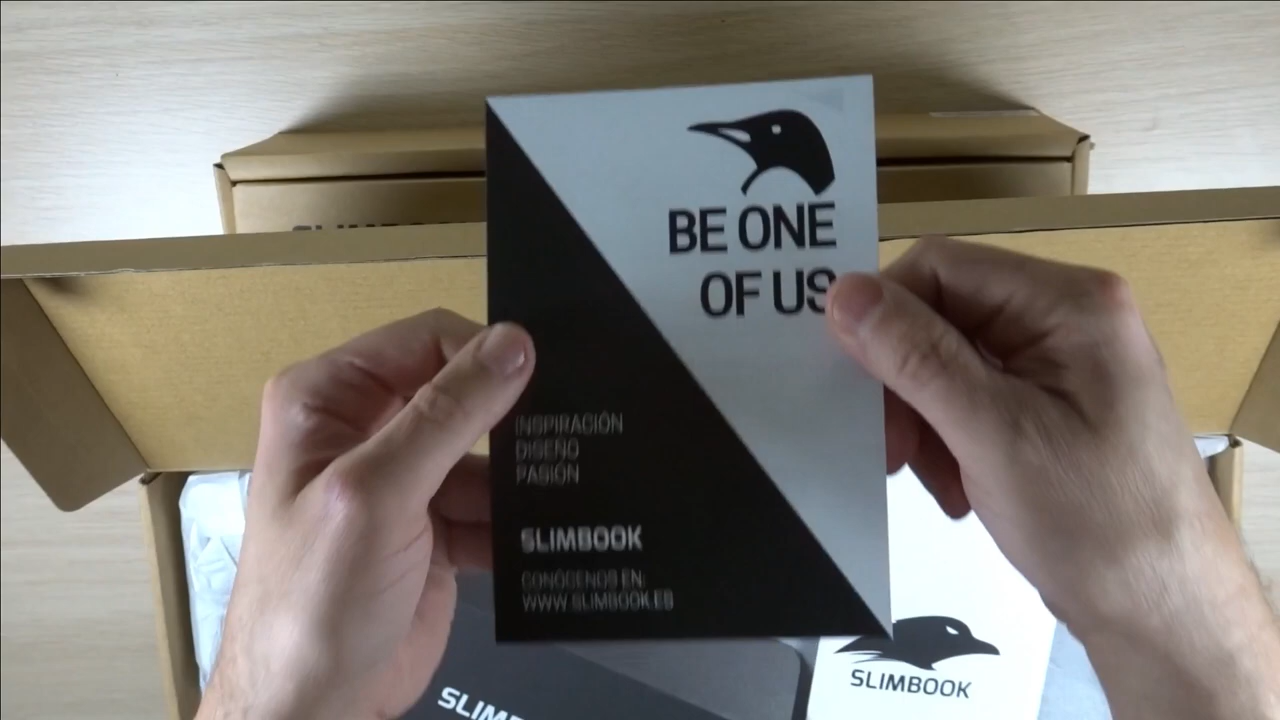 BE ONE
OF US
INSPIRACIÓN
DISEÑO
PASIÓN
SLIMBOOK
CONÓCENOS EN:
WWW.SLIMBOOK.ES
SLIMBOOK